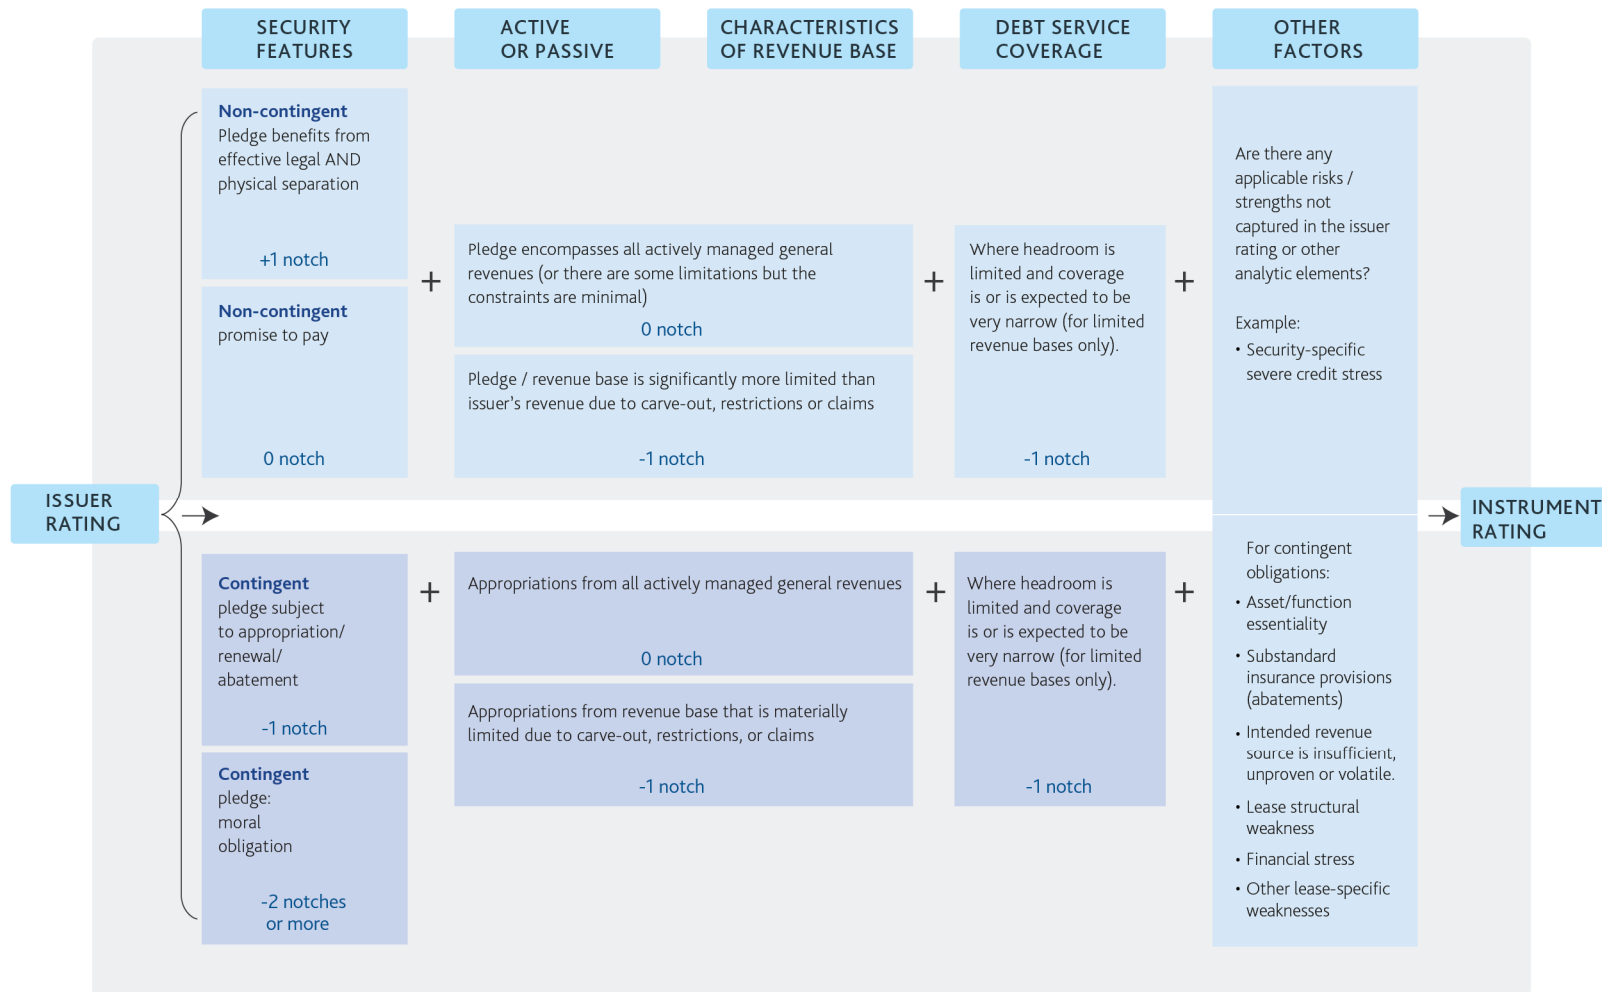 SECURITY
FEATURES
ACTIVE
OR PASSIVE
CHARACTERISTICS
OF REVENUE BASE
DEBT SERVICE
COVERAGE
OTHER
FACTORS
ISSUER
RATING
Non-contingent
Pledge benefits from
effective legal AND
physical separation
+1 notch
Non-contingent
promise to pay
0 notch
+
Pledge encompasses all actively managed general
revenues (or there are some limitations but the
constraints are minimal)
0 notch
Pledge / revenue base is significantly more limited than
issuer’s revenue due to carve-out, restrictions or claims
-1 notch
+
Where headroom is
limited and coverage
is or is expected to be
very narrow (for limited
revenue bases only).
-1 notch
+
Are there any
applicable risks /
strengths not
captured in the issuer
rating or other
analytic elements?
Example:
• Security-specific
severe credit stress
Contingent
pledge subject
to appropriation/
renewal/
abatement
-1 notch
Contingent
pledge:
moral
obligation
-2 notches
or more
+
Appropriations from all actively managed general revenues
0 notch
Appropriations from revenue base that is materially
limited due to carve-out, restrictions, or claims
-1 notch
+
Where headroom is
limited and coverage
is or is expected to be
very narrow (for limited
revenue bases only).
-1 notch
+
For contingent
obligations:
• Asset/function
essentiality
• Substandard
insurance provisions
(abatements)
• Intended revenue
source is insufficient,
unproven or volatile.
• Lease structural
weakness
• Financial stress
• Other lease-specific
weaknesses
INSTRUMENT
RATING